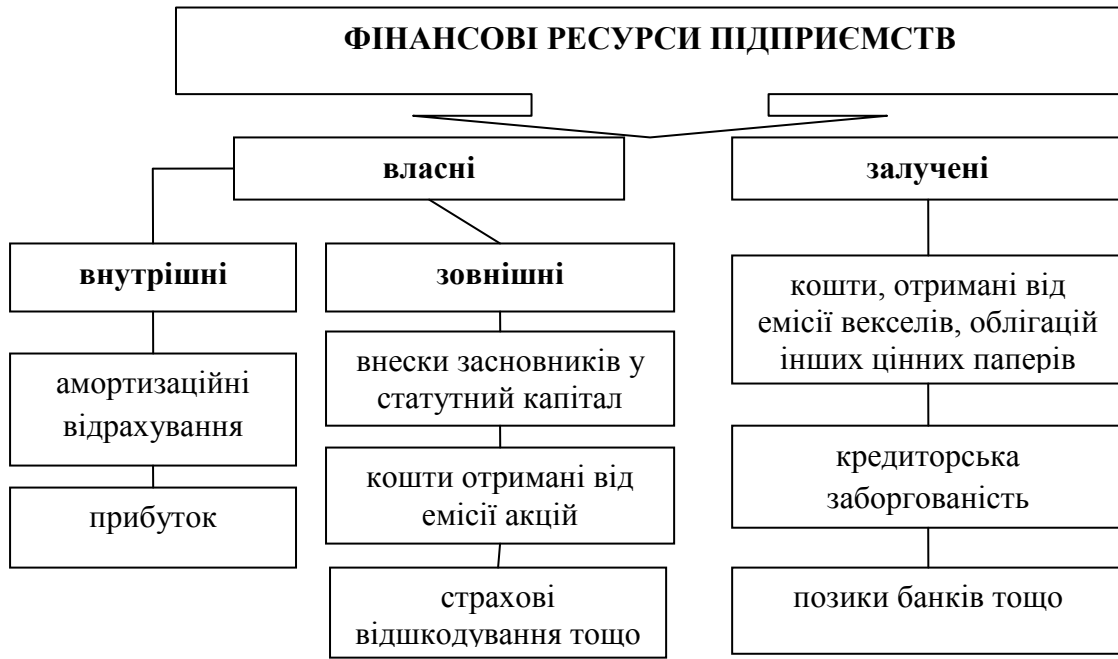 ФІНАНСОВІ РЕСУРСИ ПІДПРИЄМСТВ
власні
залучені
внутрішні
зовнішні
амортизаційні
відрахування
прибуток
внески засновників у
статутний капітал
кошти отримані від
емісії акцій
страхові
відшкодування тощо
кошти, отримані від
емісії векселів, облігацій
інших цінних паперів
кредиторська
заборгованість
позики банків тощо